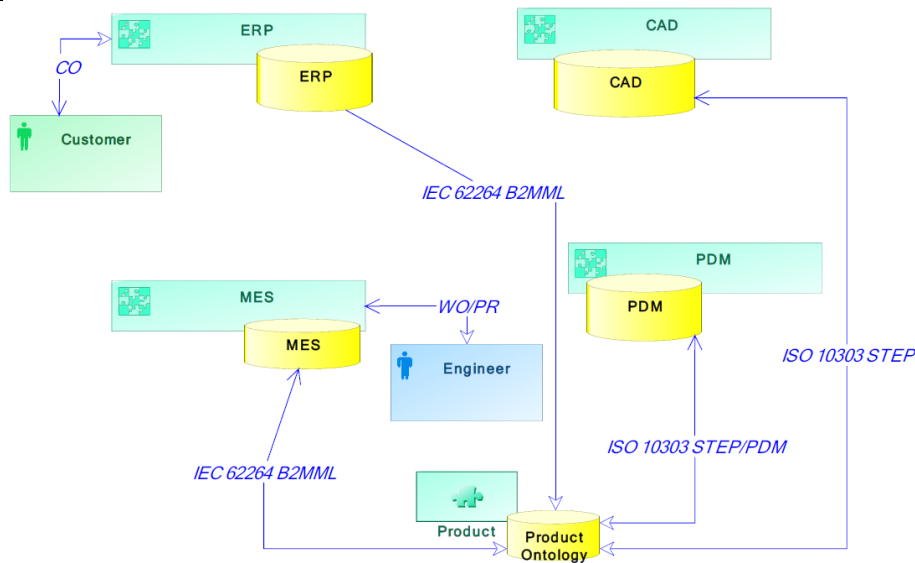 ERP
CAD
ERP
CAD
CO
Customer
IEC 62264 B2MML
PDM
MES
PDM
WO/PR
MES
ISO 10303 STEP
Engineer
ISO 10303 STEP/PDM
IEC 62264 B2MML
Product
Product
Ontology